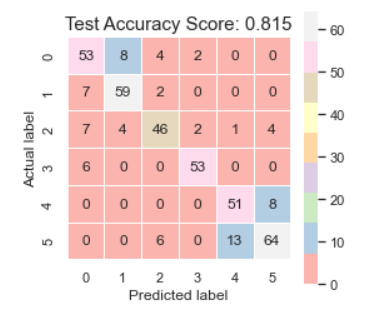 Test Accuracy Score: 0.815
0 53 8 4 2 0 0
1 7 59 2 0 0 0
2 7 4 46 2 1 4
3 6 0 0 53 0 0
4 0 0 0 0 51 8
5 0 0 6 0 13 64
0 1 2 3 4 5
Predicted label
Actual label
60
50
40
30
20
10
0